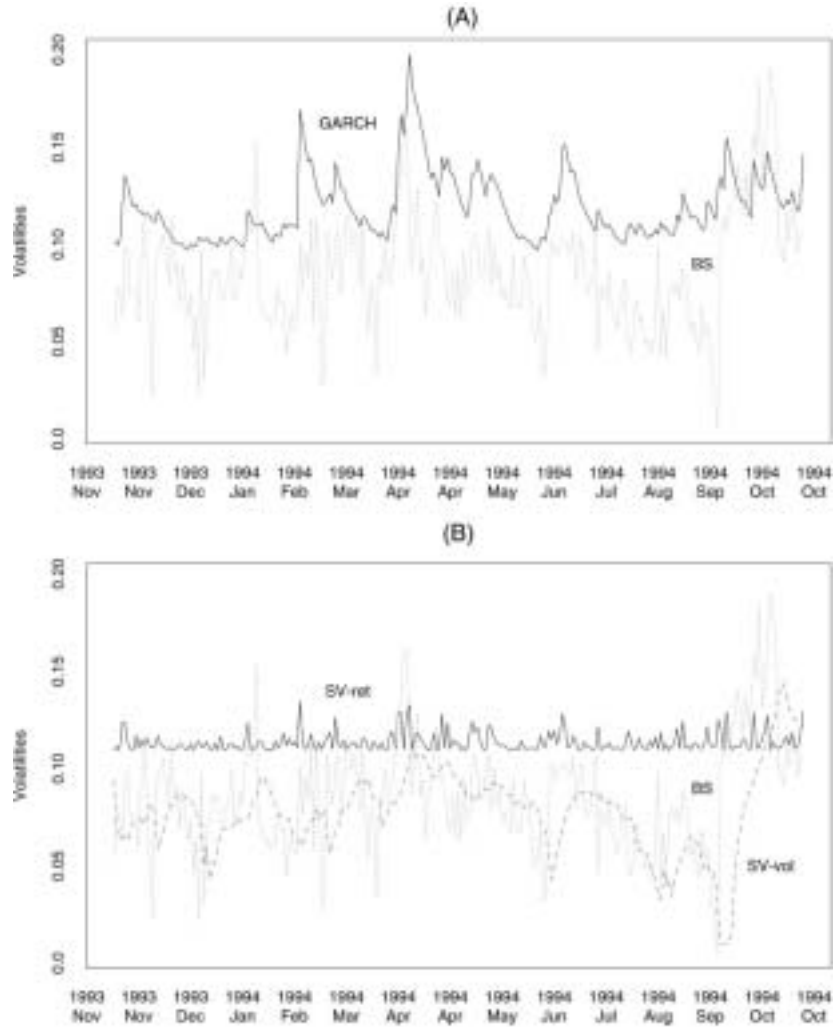 (A)
0.20
GARCH
0.15
Volatilities
0.10
BS
0.05
0.0
1993 1993 1993 1994 1994 1994 1994 1994 1994 1994 1994 1994 1994 1994 1994
Nov Nov Dec Jan Feb Mar Apr Apr May Jun Jul Aug Sep Oct Oct
(B)
0.20
0.15
SV-ret
Volatilities
0.10
BS
0.05
SV-vol
0.0
1993 1993 1993 1994 1994 1994 1994 1994 1994 1994 1994 1994 1994 1994 1994
Nov Nov Dec Jan Feb Mar Apr Apr May Jun Jul Aug Sep Oct Oct